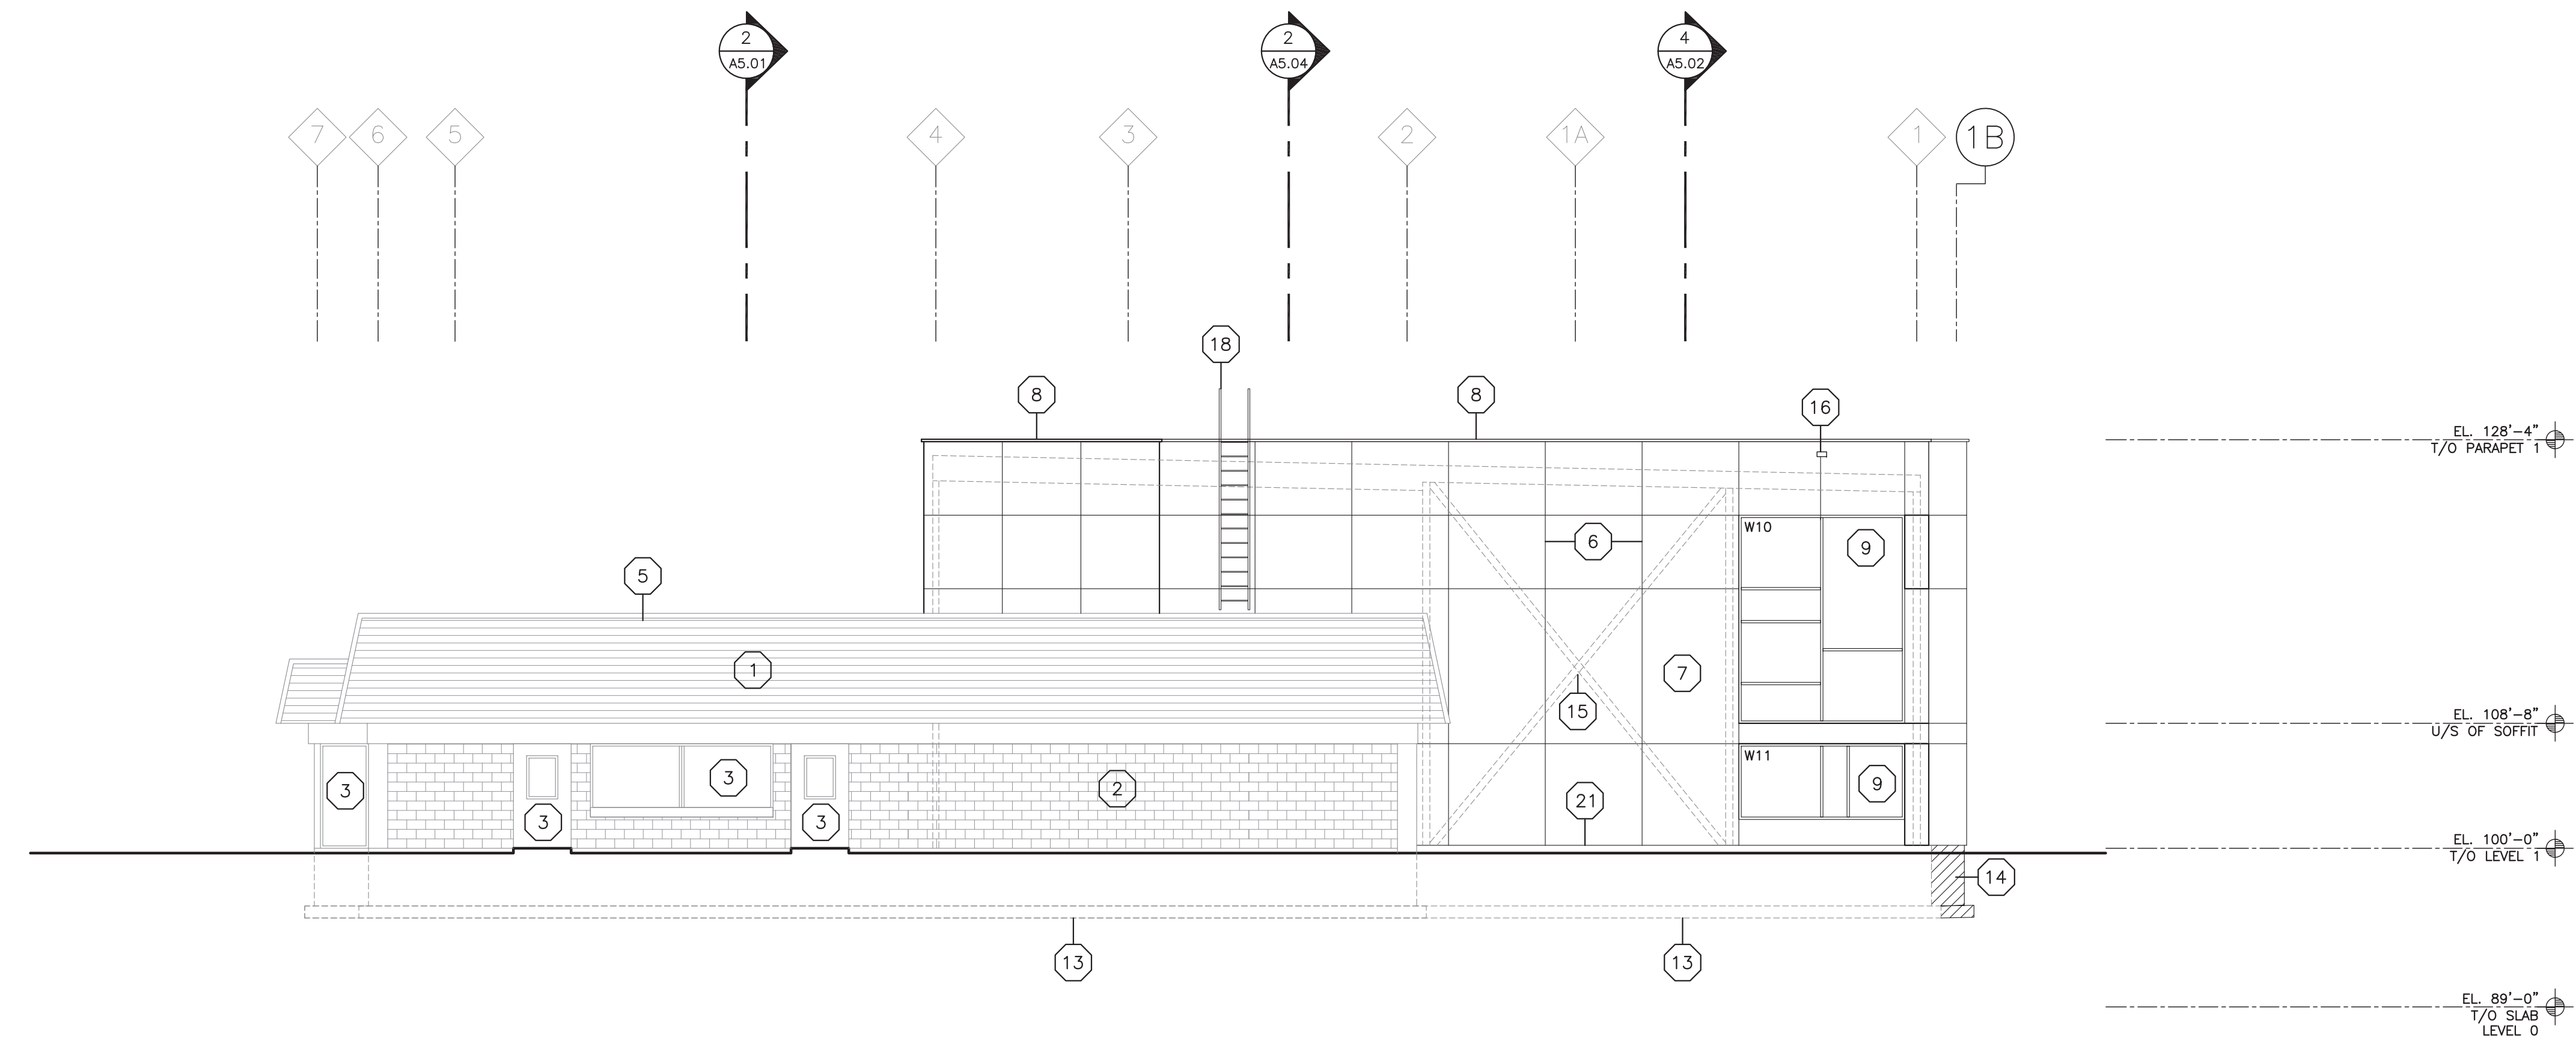 2
A5.01
2
A5.04
4
A5.02
7
6
5
4
3
2
1A
1
1B
18
8
8
16
EL. 128'-4"
T/O PARAPET 1
W10
9
6
5
1
7
15
EL. 108'-8"
U/S OF SOFFIT
W11
3
3
2
9
21
3
3
EL. 100'-0"
T/O LEVEL 1
14
13
13
EL. 89'-0"
T/O SLAB
LEVEL 0